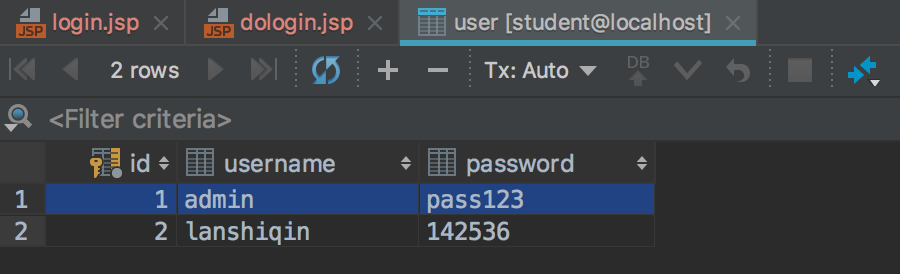 JSP login.jsp JSP dologin.jsp user [student@localhost]
2 rows Tx: Auto DB
<Filter criteria>
id username password
1 1 admin pass123
2 2 lanshiqin 142536